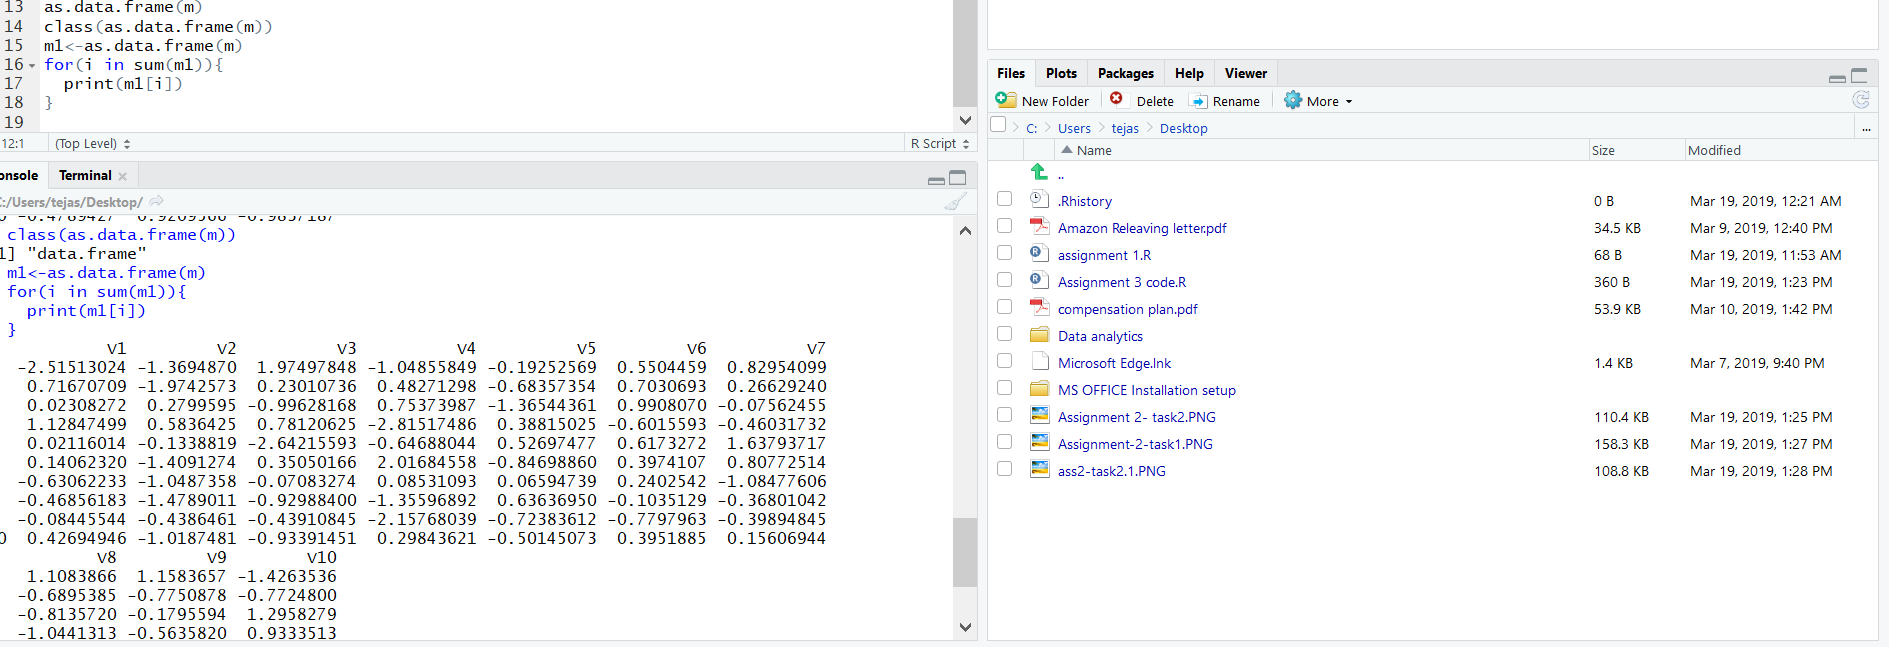 13 as.data.frame(m)
14 class(as.data.frame(m))
15 m1<-as.data.frame(m)
16 for(i in sum(m1)){
17 print(m1[i])
18 }
19
12:1 (Top Level) R Script
onsole Terminal
C:/Users/tejas/Desktop/
0 -0.4789427 0.9209566 -0.9857187
class(as.data.frame(m))
1] "data.frame"
m1<-as.data.frame(m)
for(i in sum(m1)){
print(m1[i])
}
V1 V2 V3 V4 V5 V6 V7
-2.51513024 -1.3694870 1.97497848 -1.04855849 -0.19252569 0.5504459 0.82954099
0.71670709 -1.9742573 0.23010736 0.48271298 -0.68357354 0.7030693 0.26629240
0.02308272 0.2799595 -0.99628168 0.75373987 -1.36544361 0.9908070 -0.07562455
1.12847499 0.5836425 0.78120625 -2.81517486 0.38815025 -0.6015593 -0.46031732
0.02116014 -0.1338819 -2.64215593 -0.64688044 0.52697477 0.6173272 1.63793717
0.14062320 -1.4091274 0.35050166 2.01684558 -0.84698860 0.3974107 0.80772514
-0.63062233 -1.0487358 -0.07083274 0.08531093 0.06594739 0.2402542 -1.08477606
-0.46856183 -1.4789011 -0.92988400 -1.35596892 0.63636950 -0.1035129 -0.36801042
-0.08445544 -0.4386461 -0.43910845 -2.15768039 -0.72383612 -0.7797963 -0.39894845
0 0.42694946 -1.0187481 -0.93391451 0.29843621 -0.50145073 0.3951885 0.15606944
V8 V9 V10
1.1083866 1.1583657 -1.4263536
-0.6895385 -0.7750878 -0.7724800
-0.8135720 -0.1795594 1.2958279
-1.0441313 -0.5635820 0.9333513
Files Plots Packages Help Viewer
New Folder Delete Rename More
C: Users tejas Desktop ...
Name Size Modified
..
.Rhistory 0 B Mar 19, 2019, 12:21 AM
Amazon Releaving letter.pdf 34.5 KB Mar 9, 2019, 12:40 PM
assignment 1.R 68 B Mar 19, 2019, 11:53 AM
Assignment 3 code.R 360 B Mar 19, 2019, 1:23 PM
compensation plan.pdf 53.9 KB Mar 10, 2019, 1:42 PM
Data analytics
Microsoft Edge.lnk 1.4 KB Mar 7, 2019, 9:40 PM
MS OFFICE Installation setup
Assignment 2- task2.PNG 110.4 KB Mar 19, 2019, 1:25 PM
Assignment-2-task1.PNG 158.3 KB Mar 19, 2019, 1:27 PM
ass2-task2.1.PNG 108.8 KB Mar 19, 2019, 1:28 PM